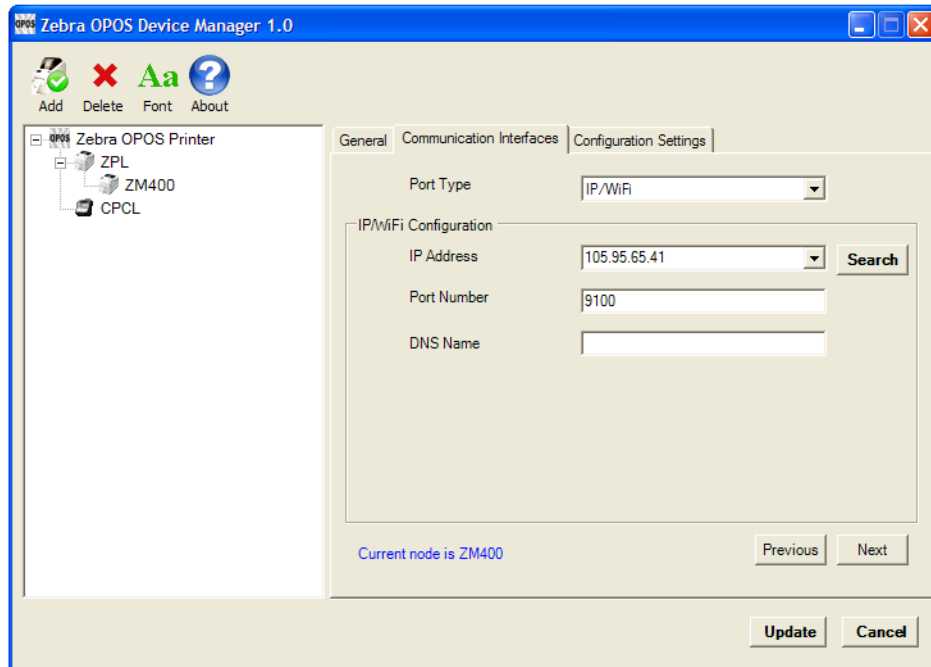 OPOS Zebra OPOS Device Manager 1.0
Aa
Add Delete Font About
OPOS Zebra OPOS Printer
ZPL
ZM400
CPCL
General Communication Interfaces Configuration Settings
Port Type IP/WiFi
IP/WiFi Configuration
IP Address 105.95.65.41 Search
Port Number 9100
DNS Name
Current node is ZM400
Previous Next
Update Cancel